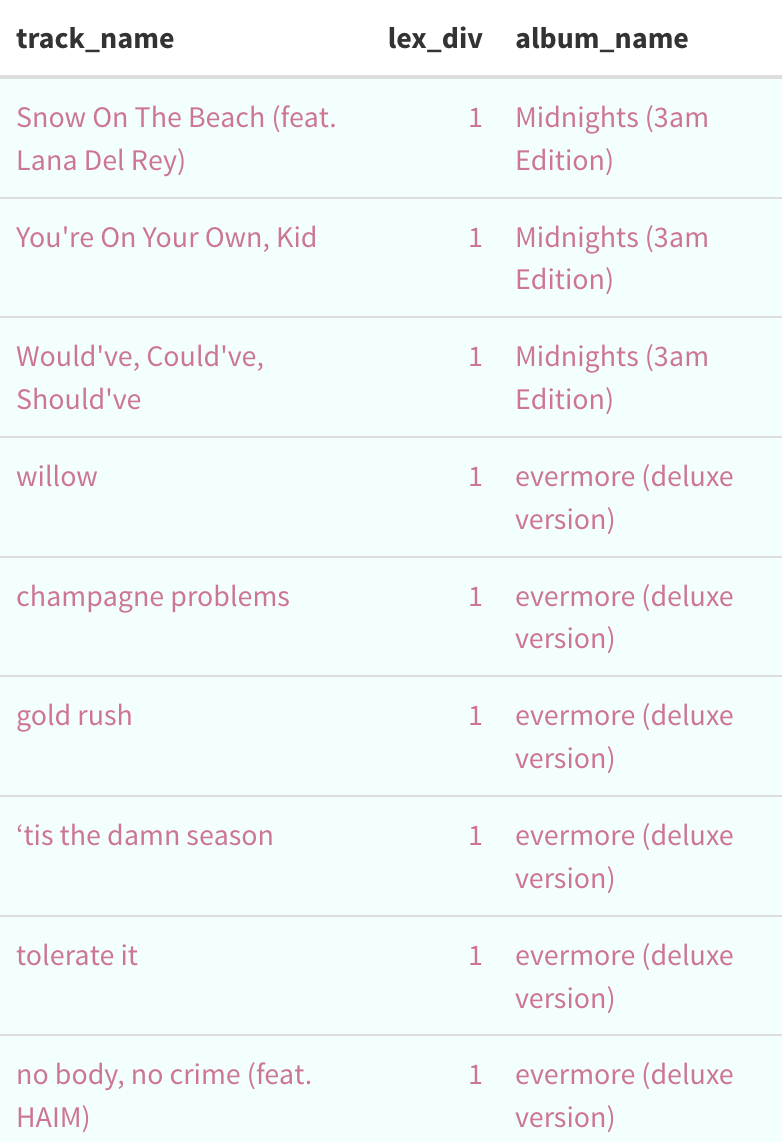 track_name lex_div album_name
Snow On The Beach (feat. 1 Midnights (3am
Lana Del Rey) Edition)
You're On Your Own, Kid 1 Midnights (3am
Edition)
Would've, Could've, 1 Midnights (3am
Should've Edition)
willow 1 evermore (deluxe
version)
champagne problems 1 evermore (deluxe
version)
gold rush 1 evermore (deluxe
version)
‘tis the damn season 1 evermore (deluxe
version)
tolerate it 1 evermore (deluxe
version)
no body, no crime (feat. 1 evermore (deluxe
HAIM) version)